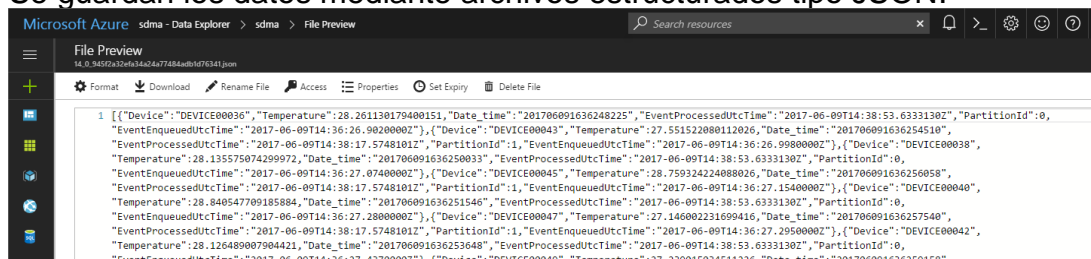 Se guardan los datos mediante archivos estructurados tipo JSON.
Microsoft Azure sdma - Data Explorer > sdma > File Preview Search resources
File Preview
Format Download Rename File Access Properties Set Expiry Delete File
1 [{"Device":"DEVICE00036","Temperature":28.261130179400151,"Date_time":"201706091636248225","EventProcessedUtcTime":"2017-06-09T14:38:53.6333130Z","PartitionId":0,
"EventEnqueuedUtcTime":"2017-06-09T14:36:26.9020000Z"},{"Device":"DEVICE00043","Temperature":27.551522080112026,"Date_time":"201706091636254510",
"EventProcessedUtcTime":"2017-06-09T14:38:17.5748101Z","PartitionId":1,"EventEnqueuedUtcTime":"2017-06-09T14:36:26.9980000Z"},{"Device":"DEVICE00038",
"Temperature":28.135575074299972,"Date_time":"201706091636250033","EventProcessedUtcTime":"2017-06-09T14:38:53.6333130Z","PartitionId":0,
"EventEnqueuedUtcTime":"2017-06-09T14:36:27.0740000Z"},{"Device":"DEVICE00045","Temperature":28.759324224088026,"Date_time":"201706091636256058",
"EventProcessedUtcTime":"2017-06-09T14:38:17.5748101Z","PartitionId":1,"EventEnqueuedUtcTime":"2017-06-09T14:36:27.1540000Z"},{"Device":"DEVICE00040",
"Temperature":28.840547709185884,"Date_time":"201706091636251546","EventProcessedUtcTime":"2017-06-09T14:38:53.6333130Z","PartitionId":0,
"EventEnqueuedUtcTime":"2017-06-09T14:36:27.2800000Z"},{"Device":"DEVICE00047","Temperature":27.146002231699416,"Date_time":"201706091636257540",
"EventProcessedUtcTime":"2017-06-09T14:38:17.5748101Z","PartitionId":1,"EventEnqueuedUtcTime":"2017-06-09T14:36:27.2950000Z"},{"Device":"DEVICE00042",
"Temperature":28.126489007904421,"Date_time":"201706091636253648","EventProcessedUtcTime":"2017-06-09T14:38:53.6333130Z","PartitionId":0,